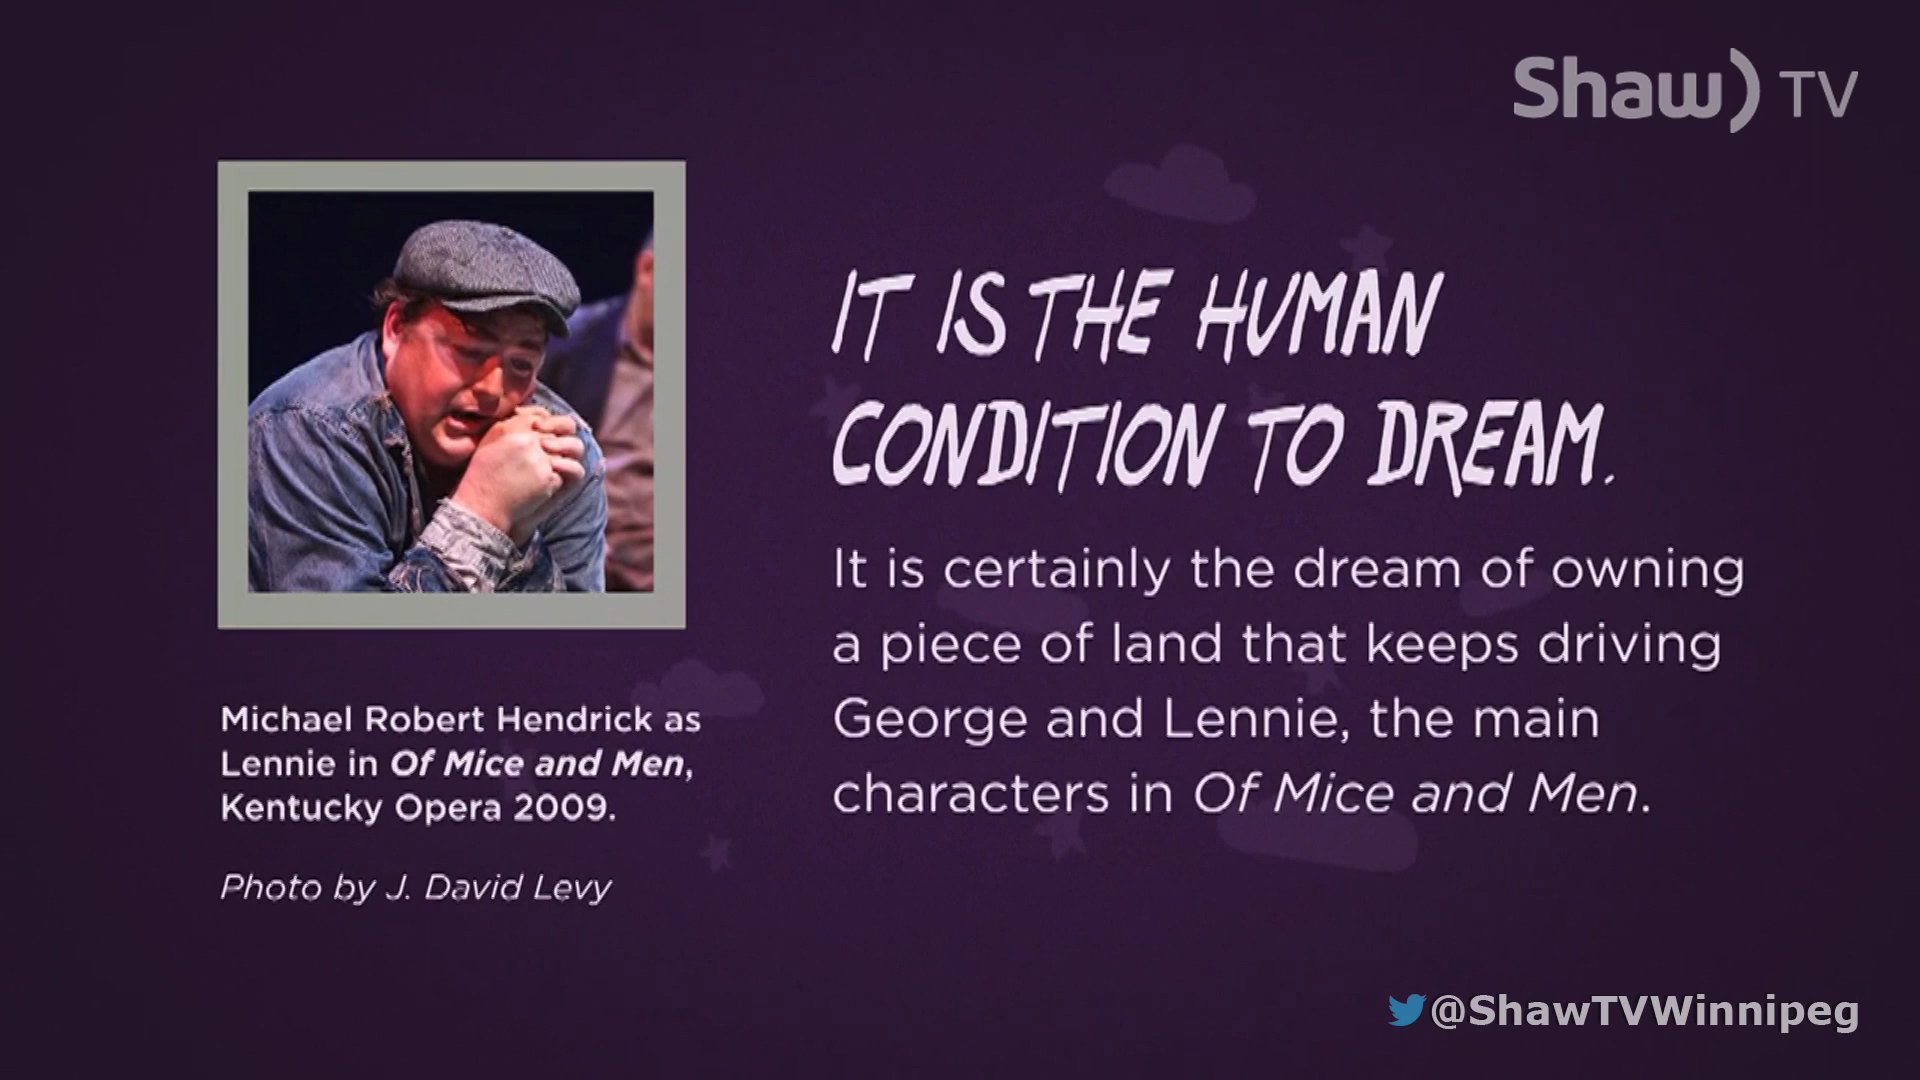 Shaw) TV
IT IS THE HUMAN
CONDITION TO DREAM.
It is certainly the dream of owning
a piece of land that keeps driving
George and Lennie, the main
characters in Of Mice and Men.
Michael Robert Hendrick as
Lennie in Of Mice and Men,
Kentucky Opera 2009.
Photo by J. David Levy
@ShawTVWinnipeg